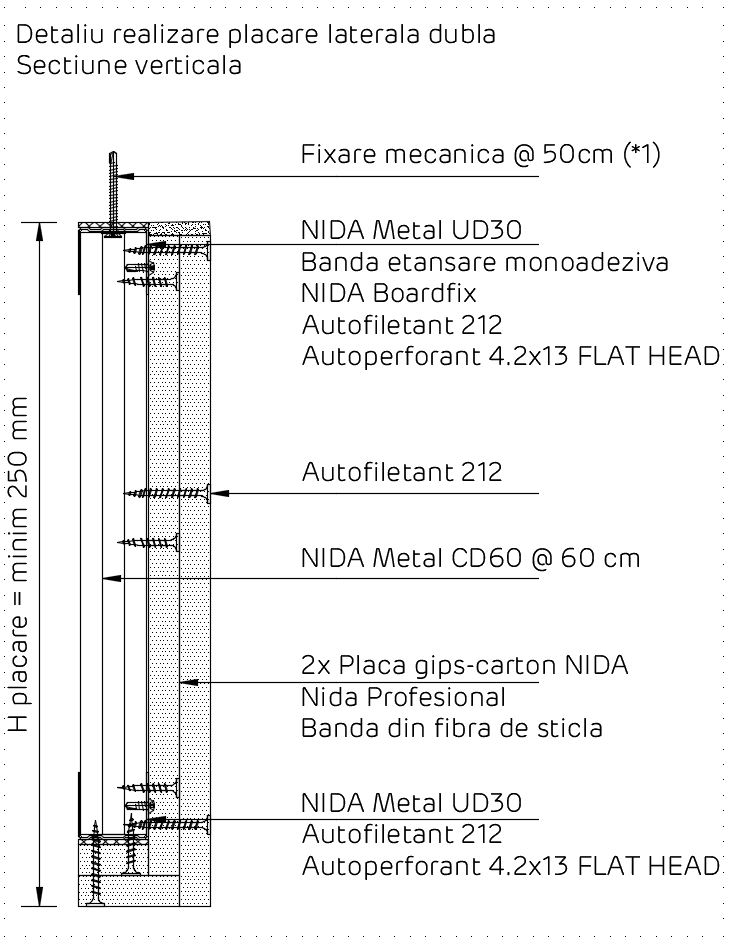 Detaliu realizare placare laterala dubla
Sectiune verticala
Fixare mecanica @ 50cm (*1)
NIDA Metal UD30
Banda etansare monoadeziva
NIDA Boardfix
Autofiletant 212
Autoperforant 4.2x13 FLAT HEAD
Autofiletant 212
NIDA Metal CD60 @ 60 cm
H placare = minim 250 mm
2x Placa gips-carton NIDA
Nida Profesional
Banda din fibra de sticla
NIDA Metal UD30
Autofiletant 212
Autoperforant 4.2x13 FLAT HEAD